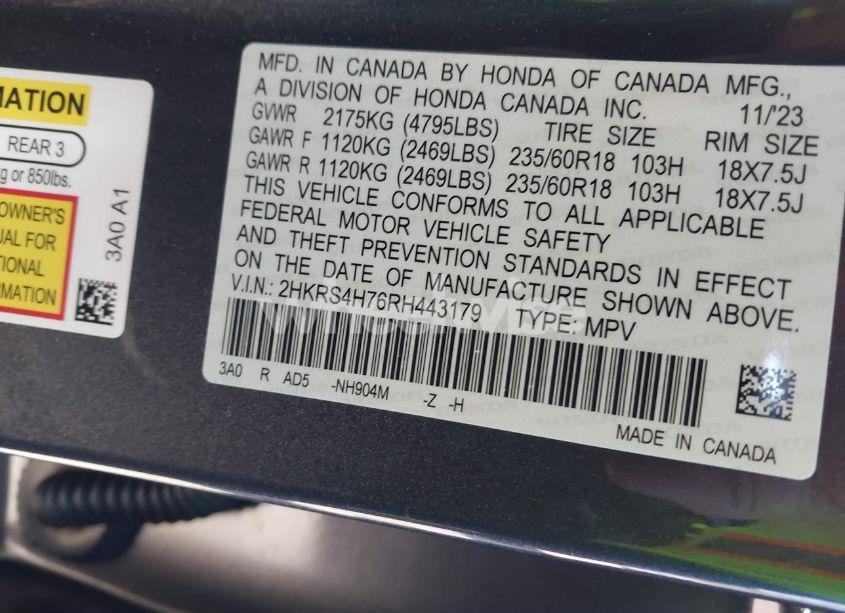 MATION
REAR 3
kg or 850lbs.
OWNER'S
UAL FOR
TIONAL
RMATION
3A0 A1
MFD. IN CANADA BY HONDA OF CANADA MFG.,
A DIVISION OF HONDA CANADA INC. 11/'23
GVWR 2175KG (4795LBS) TIRE SIZE RIM SIZE
GAWR F 1120KG (2469LBS) 235/60R18 103H 18X7.5J
GAWR R 1120KG (2469LBS) 235/60R18 103H 18X7.5J
THIS VEHICLE CONFORMS TO ALL APPLICABLE
FEDERAL MOTOR VEHICLE SAFETY
AND THEFT PREVENTION STANDARDS IN EFFECT
ON THE DATE OF MANUFACTURE SHOWN ABOVE.
V.I.N.: 2HKRS4H76RH443179 TYPE: MPV
3A0 R AD5 -NH904M -Z -H
MADE IN CANADA